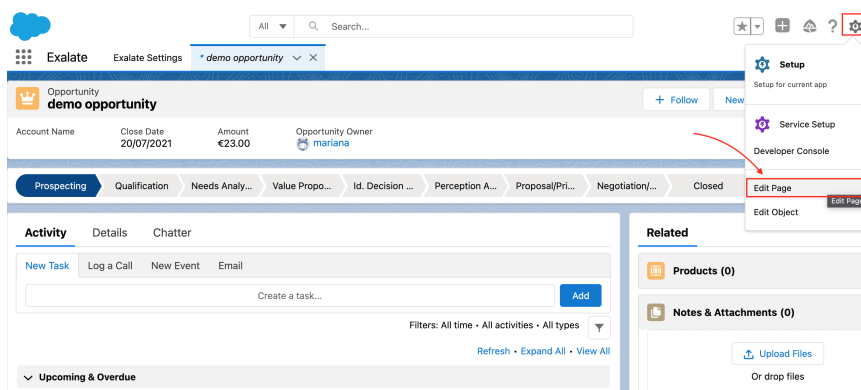 All
Search...
Exalate
Exalate Settings
* demo opportunity
Setup
Setup for current app
Service Setup
Developer Console
Edit Page
Edit Page
Edit Object
Opportunity
demo opportunity
+ Follow
New
Account Name
Close Date
Amount
Opportunity Owner
20/07/2021
€23.00
mariana
Prospecting
Qualification
Needs Analy...
Value Propo...
Id. Decision ...
Perception A...
Proposal/Pri...
Negotiation/...
Closed
Activity
Details
Chatter
New Task
Log a Call
New Event
Email
Create a task...
Add
Filters: All time • All activities • All types
Refresh • Expand All • View All
Upcoming & Overdue
Related
Products (0)
Notes & Attachments (0)
Upload Files
Or drop files